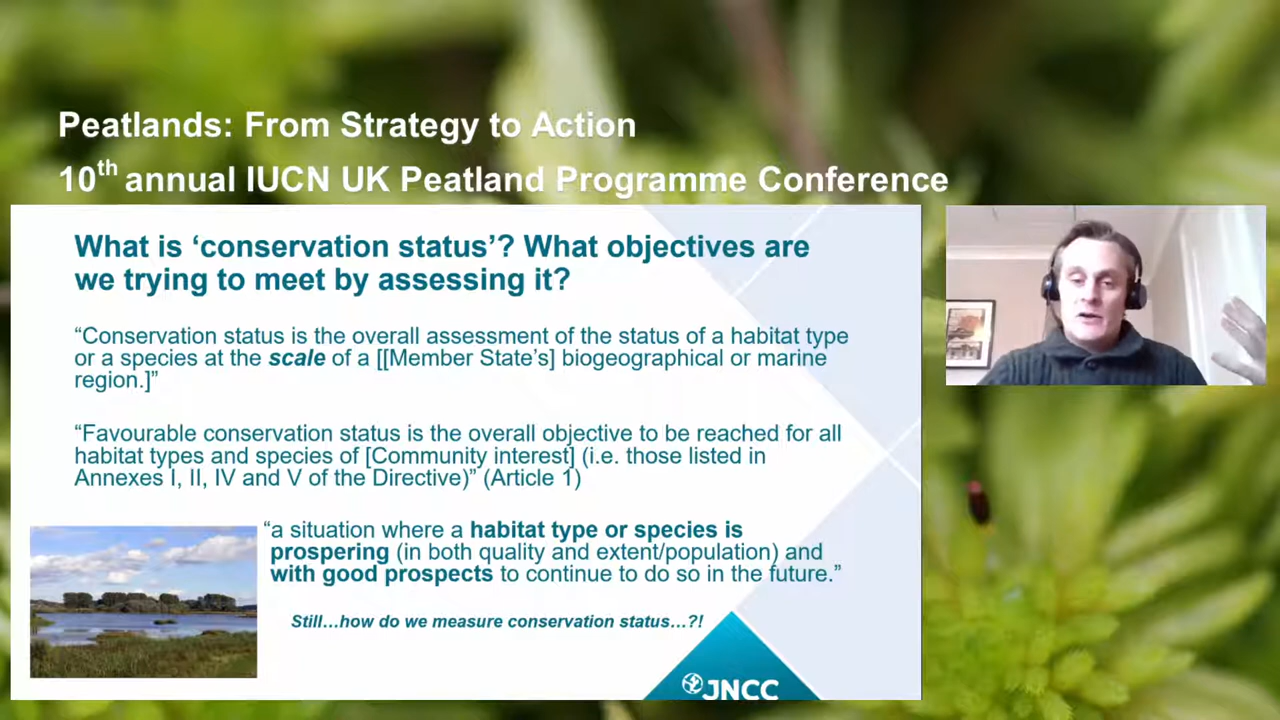 Peatlands: From Strategy to Action
10th annual IUCN UK Peatland Programme Conference
What is ‘conservation status’? What objectives are
we trying to meet by assessing it?
“Conservation status is the overall assessment of the status of a habitat type
or a species at the scale of a [[Member State’s] biogeographical or marine
region.]”
“Favourable conservation status is the overall objective to be reached for all
habitat types and species of [Community interest] (i.e. those listed in
Annexes I, II, IV and V of the Directive)” (Article 1)
“a situation where a habitat type or species is
prospering (in both quality and extent/population) and
with good prospects to continue to do so in the future.”
Still…how do we measure conservation status…?!
JNCC